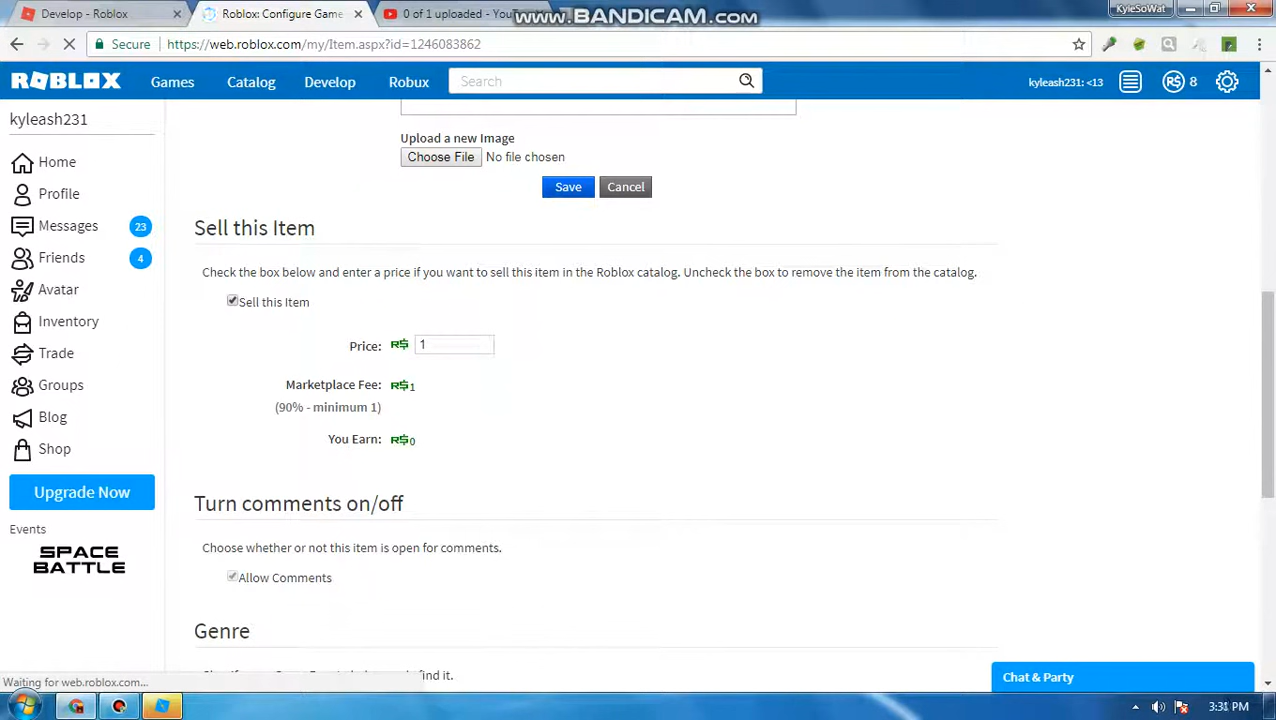 Develop - Roblox
Roblox: Configure Game
0 of 1 uploaded - You
www.BANDICAM.com
KyleSoWat
Secure
https://web.roblox.com/my/Item.aspx?id=1246083862
ROBLOX
Games
Catalog
Develop
Robux
Search
kyleash231: <13
R$ 8
kyleash231
Home
Profile
Messages
23
Friends
4
Avatar
Inventory
Trade
Groups
Blog
Shop
Upgrade Now
Events
SPACE
BATTLE
Upload a new Image
Choose File No file chosen
Save
Cancel
Sell this Item
Check the box below and enter a price if you want to sell this item in the Roblox catalog. Uncheck the box to remove the item from the catalog.
Sell this Item
Price: R$ 1
Marketplace Fee: R$1
(90% - minimum 1)
You Earn: R$0
Turn comments on/off
Choose whether or not this item is open for comments.
Allow Comments
Genre
find it.
Waiting for web.roblox.com...
Chat & Party
3:31 PM